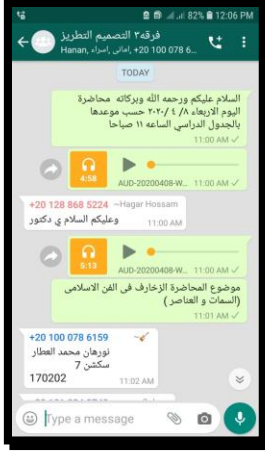 82% 12:06 PM
فرقه٣ التصميم التطريز
Hanan, امانى, اسراء, +20 100 078 6...
TODAY
السلام عليكم ورحمه الله وبركاته محاضرة
اليوم الاربعاء ٨/ ٤ /٢٠٢٠ حسب موعدها
بالجدول الدراسي الساعه ١١ صباحا
11:00 AM
4:58
AUD-20200408-W... 11:00 AM
+20 128 868 5224 ~Hagar Hossam
وعليكم السلام ي دكتور
11:00 AM
5:13
AUD-20200408-W... 11:00 AM
موضوع المحاضرة الزخارف فى الفن الاسلامى
(السمات و العناصر )
11:01 AM
+20 100 078 6159 ~
نورهان محمد العطار
سكشن 7
170202
11:02 AM
Type a message